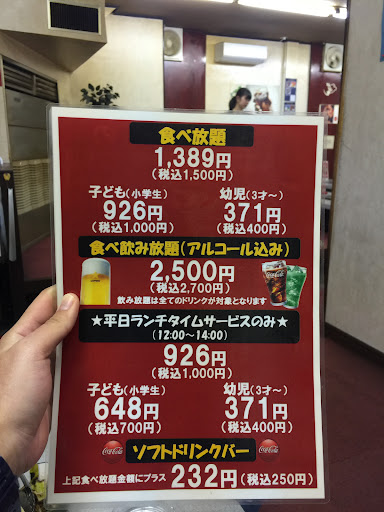 食べ放題
1,389円
(税込1,500円)
子ども(小学生) 幼児(3才～)
926円 371円
(税込1,000円) (税込400円)
食べ飲み放題(アルコール込み)
2,500円
(税込2,700円)
飲み放題は全てのドリンクが対象となります
★平日ランチタイムサービスのみ★
(12:00～14:00)
926円
(税込1,000円)
子ども(小学生) 幼児(3才～)
648円 371円
(税込700円) (税込400円)
Coca-Cola ソフトドリンクバー Coca-Cola
上記食べ放題金額にプラス 232円(税込250円)